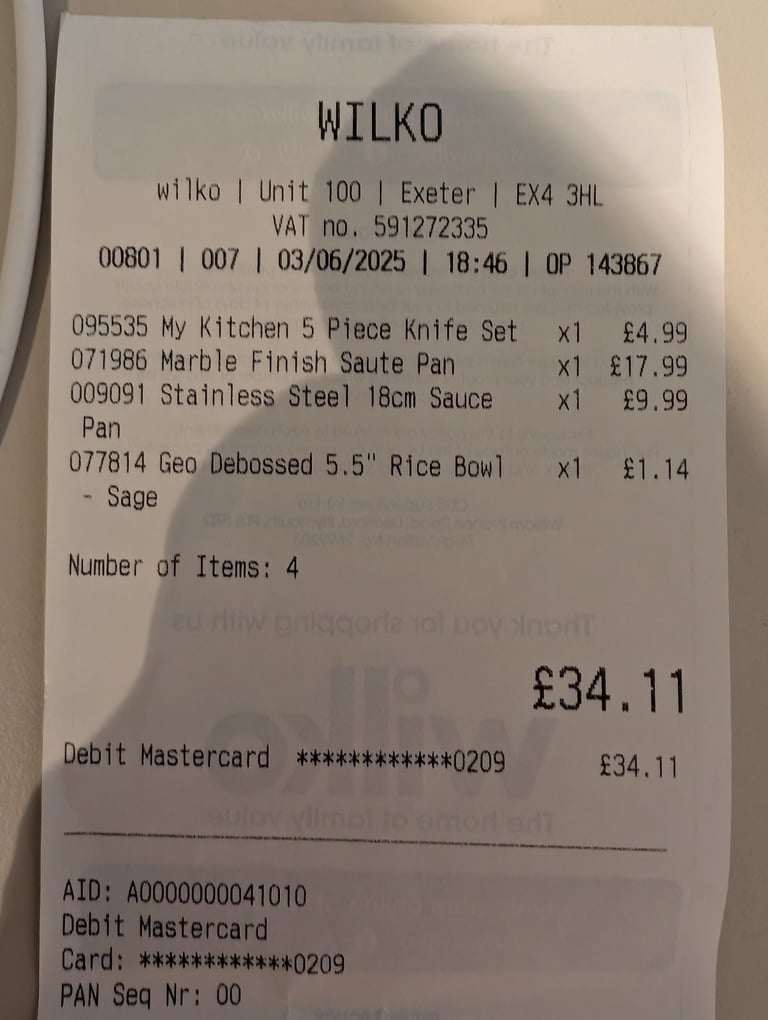 WILKO
wilko | Unit 100 | Exeter | EX4 3HL
VAT no. 591272335
00801 | 007 | 03/06/2025 | 18:46 | OP 143867
095535 My Kitchen 5 Piece Knife Set x1 £4.99
071986 Marble Finish Saute Pan x1 £17.99
009091 Stainless Steel 18cm Sauce x1 £9.99
Pan
077814 Geo Debossed 5.5" Rice Bowl x1 £1.14
- Sage
Number of Items: 4
£34.11
Debit Mastercard ************0209 £34.11
AID: A0000000041010
Debit Mastercard
Card: ************0209
PAN Seq Nr: 00